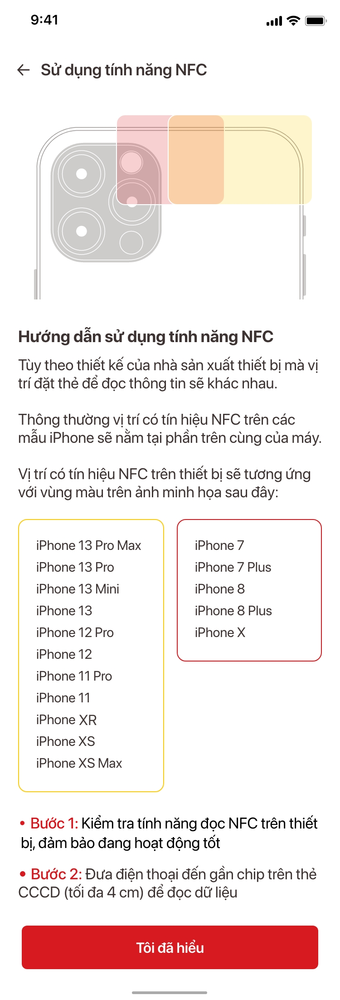 9:41
Sử dụng tính năng NFC
Hướng dẫn sử dụng tính năng NFC
Tùy theo thiết kế của nhà sản xuất thiết bị mà vị
trí đặt thẻ để đọc thông tin sẽ khác nhau.
Thông thường vị trí có tín hiệu NFC trên các
mẫu iPhone sẽ nằm tại phần trên cùng của máy.
Vị trí có tín hiệu NFC trên thiết bị sẽ tương ứng
với vùng màu trên ảnh minh họa sau đây:
iPhone 13 Pro Max
iPhone 13 Pro
iPhone 13 Mini
iPhone 13
iPhone 12 Pro
iPhone 12
iPhone 11 Pro
iPhone 11
iPhone XR
iPhone XS
iPhone XS Max
iPhone 7
iPhone 7 Plus
iPhone 8
iPhone 8 Plus
iPhone X
• Bước 1: Kiểm tra tính năng đọc NFC trên thiết
bị, đảm bảo đang hoạt động tốt
• Bước 2: Đưa điện thoại đến gần chip trên thẻ
CCCD (tối đa 4 cm) để đọc dữ liệu
Tôi đã hiểu